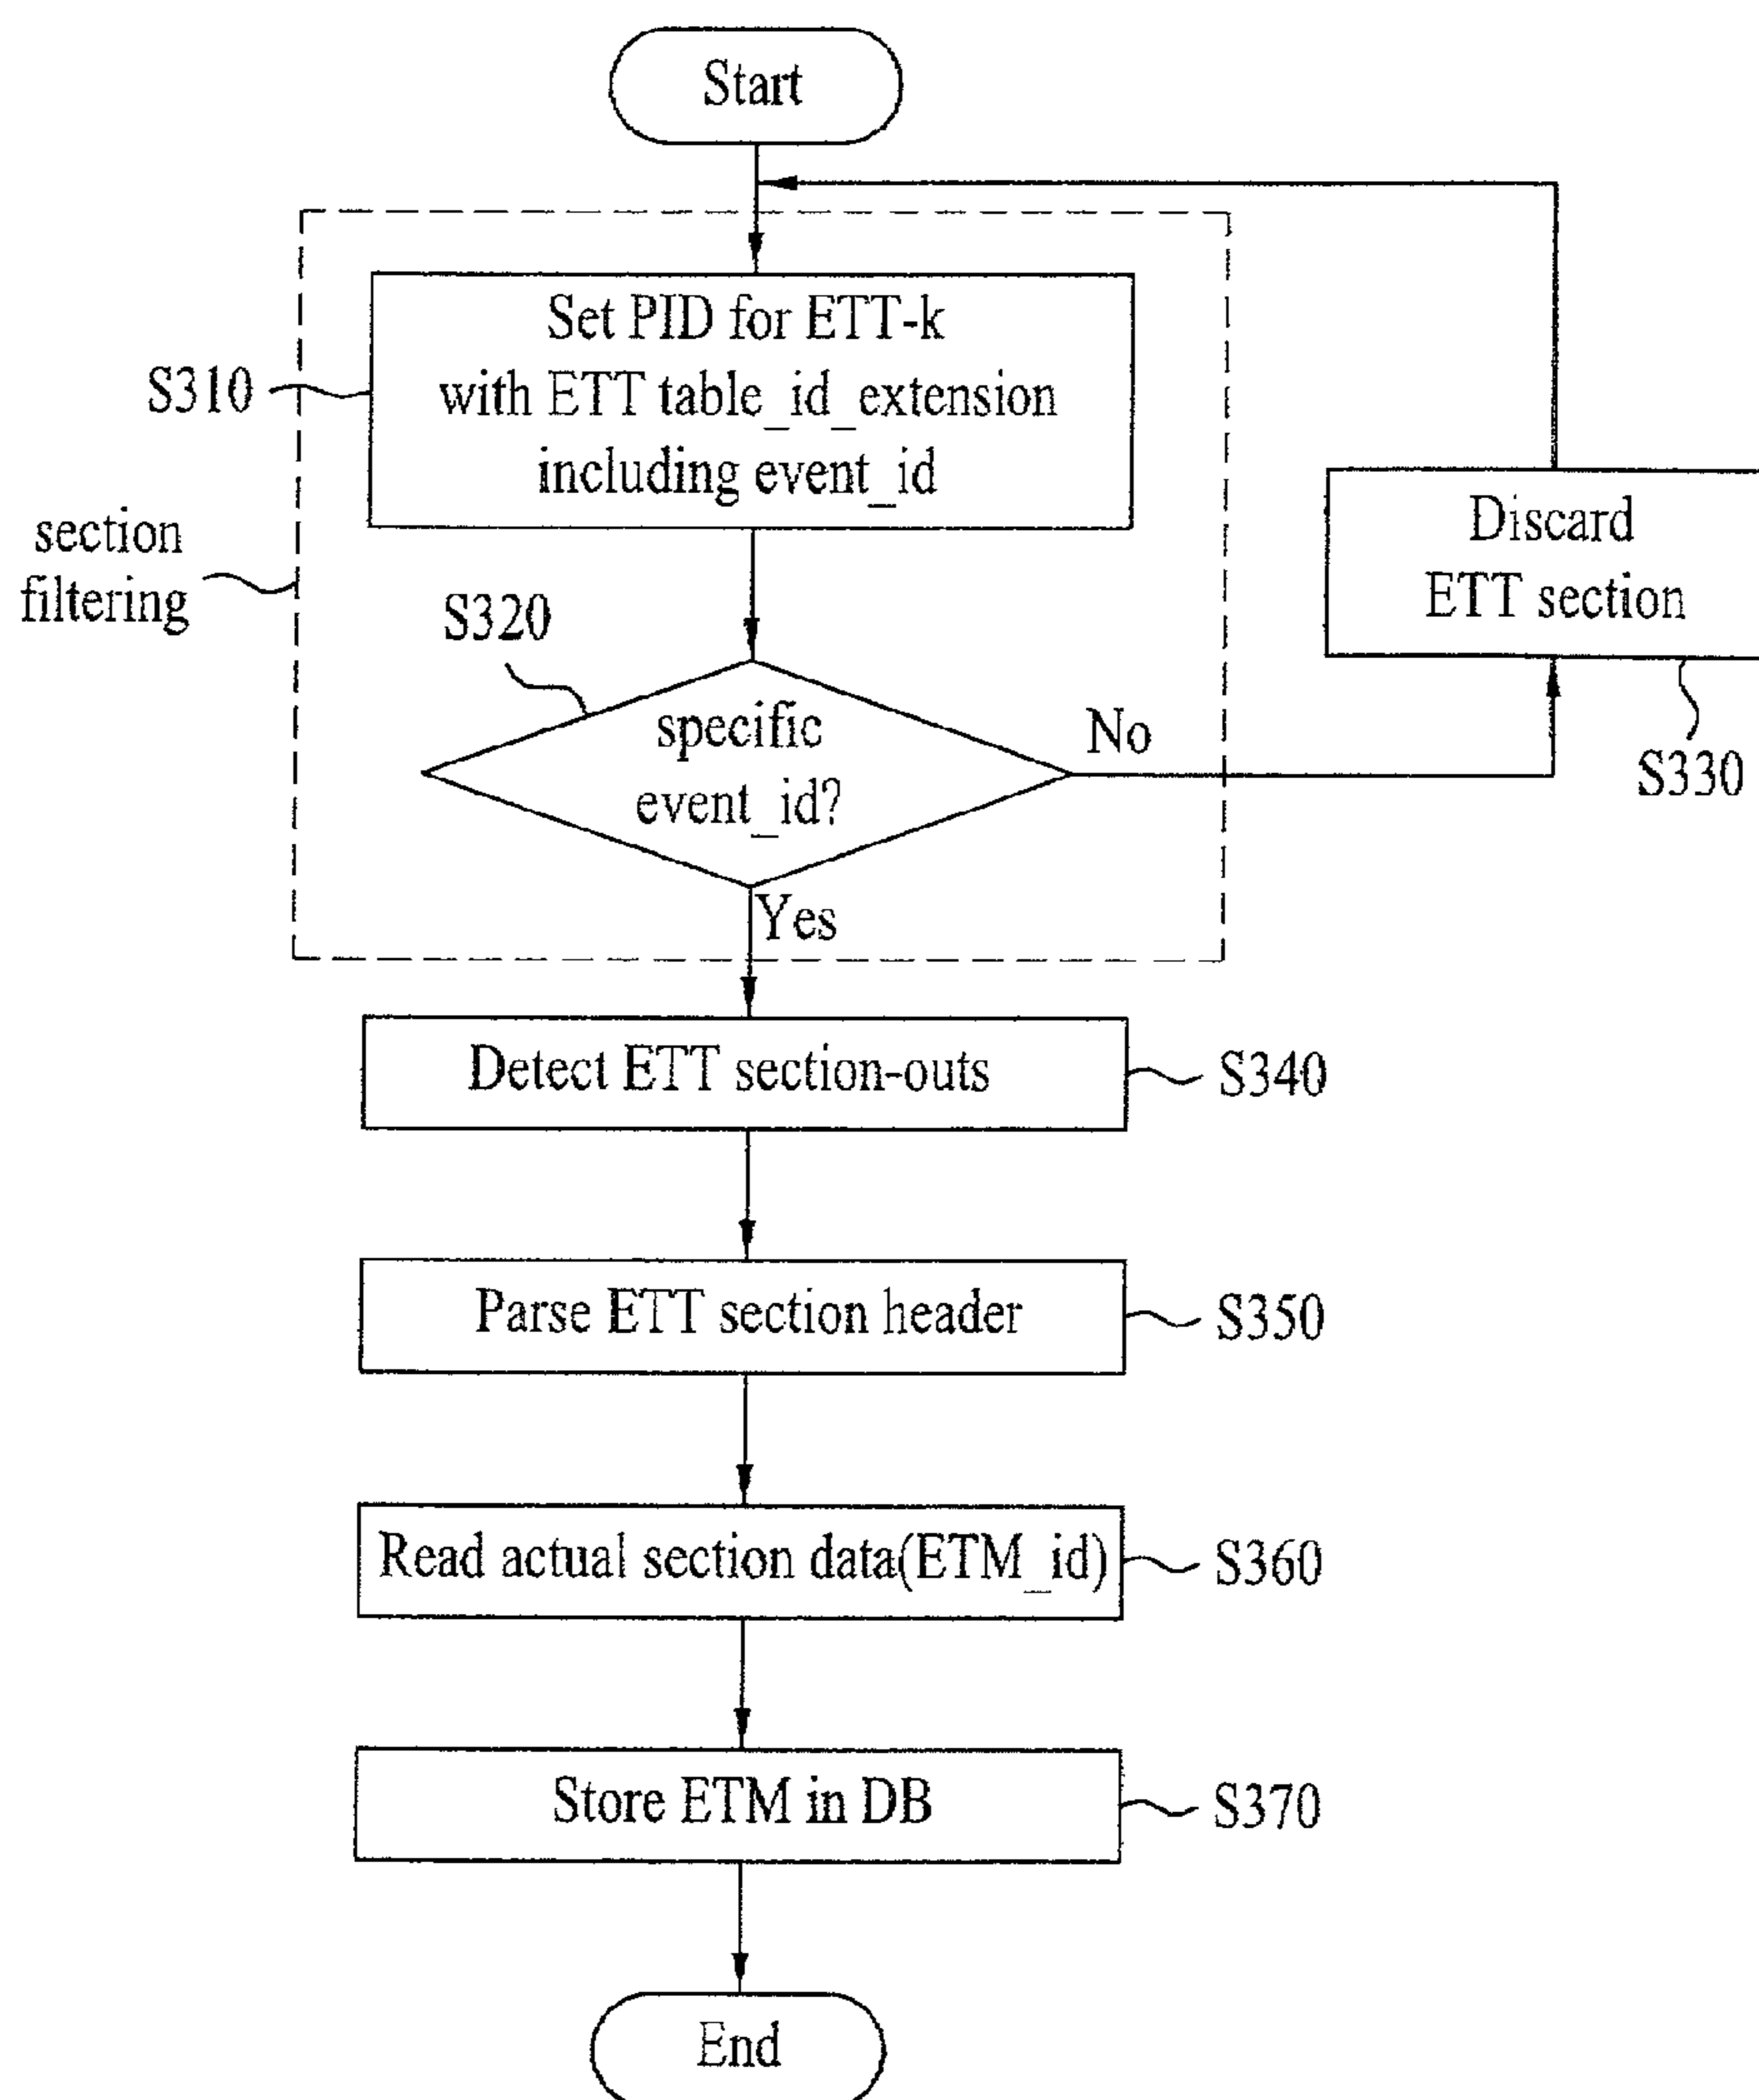 Start
Set PID for ETT-k
with ETT table_id_extension
including event_id
S310
section
filtering
S320
specific
event_id?
No
Yes
Discard
ETT section
S330
Detect ETT section-outs
S340
Parse ETT section header
S350
Read actual section data(ETM_id)
S360
Store ETM in DB
S370
End